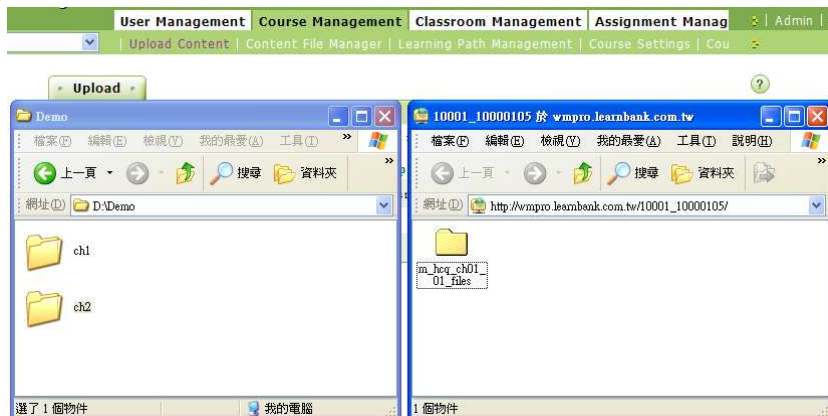 User Management Course Management Classroom Management Assignment Manag | Admin |
| Upload Content | Content File Manager | Learning Path Management | Course Settings | Cou
Upload
?
Demo
檔案(F) 編輯(E) 檢視(V) 我的最愛(A) 工具(T) »
上一頁 搜尋 資料夾 »
網址(D) D:\Demo
ch1
ch2
選了 1 個物件 我的電腦
10001_10000105 於 wmpro.learnbank.com.tw
檔案(F) 編輯(E) 檢視(V) 我的最愛(A) 工具(T) 說明(H)
上一頁 搜尋 資料夾 »
網址(D) http://wmpro.learnbank.com.tw/10001_10000105/
m_hcq_ch01_
01_files
1 個物件